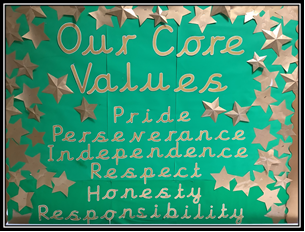 Our Core
Values
Pride
Perseverance
Independence
Respect
Honesty
Responsibility